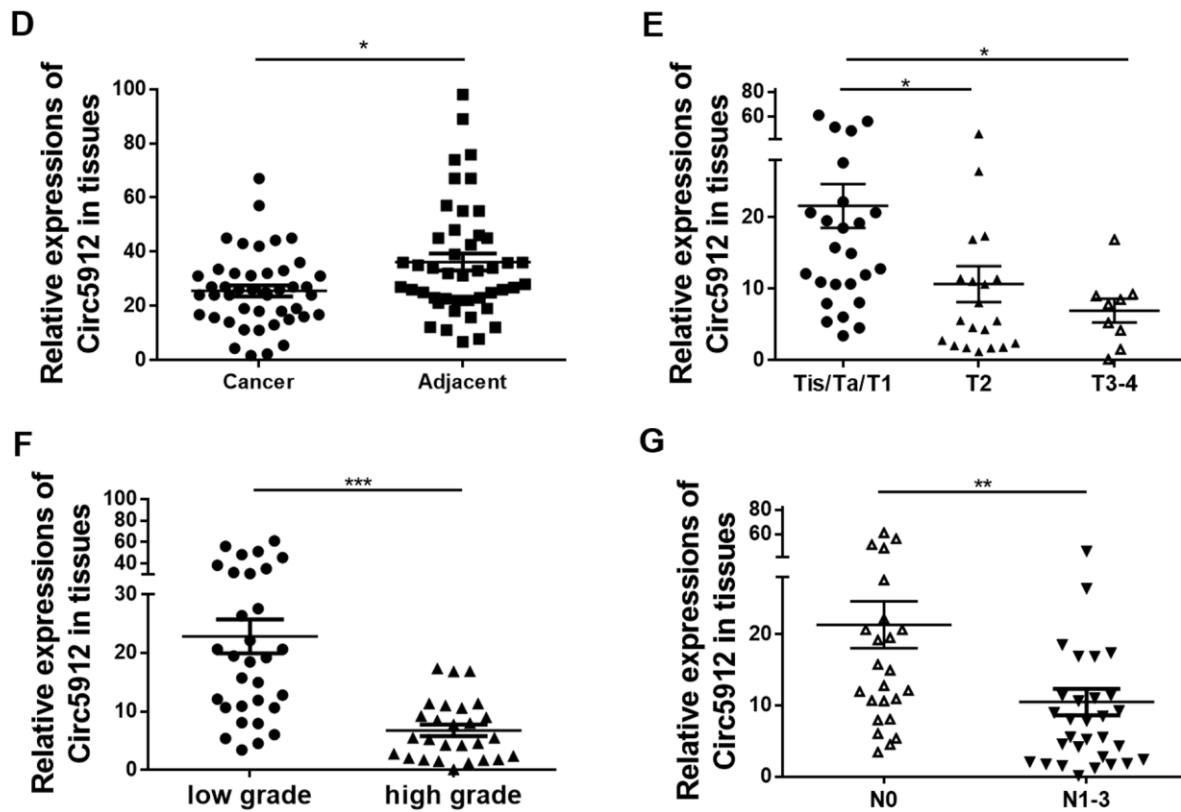 D
*
Relative expressions of
Circ5912 in tissues
100
80
60
40
20
0
Cancer Adjacent
E
*
*
Relative expressions of
Circ5912 in tissues
80
60
20
10
0
Tis/Ta/T1 T2 T3-4
F
***
Relative expressions of
Circ5912 in tissues
100
80
60
40
30
20
10
0
low grade high grade
G
**
Relative expressions of
Circ5912 in tissues
80
60
20
10
0
N0 N1-3